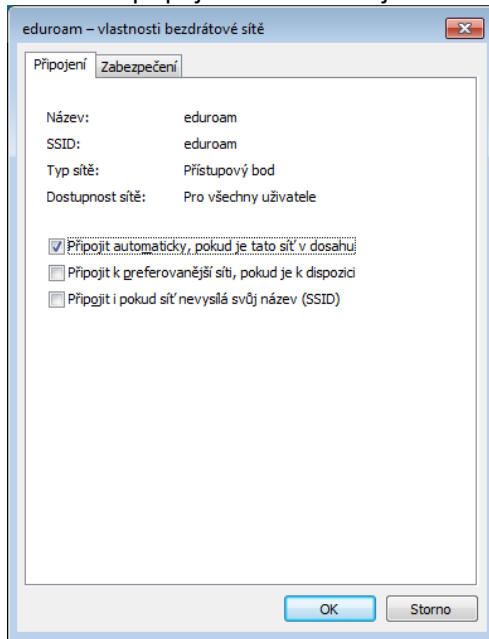 eduroam – vlastnosti bezdrátové sítě
Připojení Zabezpečení
Název: eduroam
SSID: eduroam
Typ sítě: Přístupový bod
Dostupnost sítě: Pro všechny uživatele
Připojit automaticky, pokud je tato síť v dosahu
Připojit k preferovanější síti, pokud je k dispozici
Připojit i pokud síť nevysílá svůj název (SSID)
OK Storno